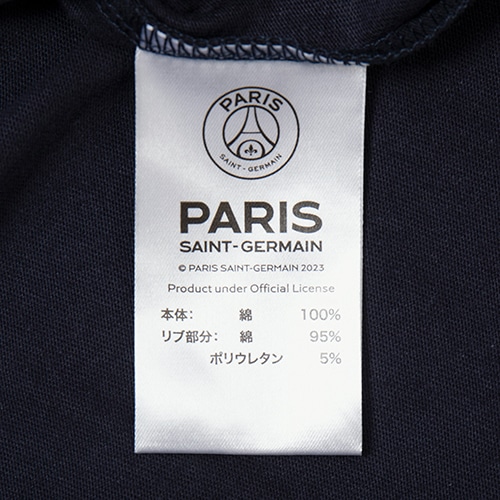 PARIS
SAINT-GERMAIN
PARIS
SAINT-GERMAIN
© PARIS SAINT-GERMAIN 2023
Product under Official License
本体： 綿 100%
リブ部分： 綿 95%
ポリウレタン 5%